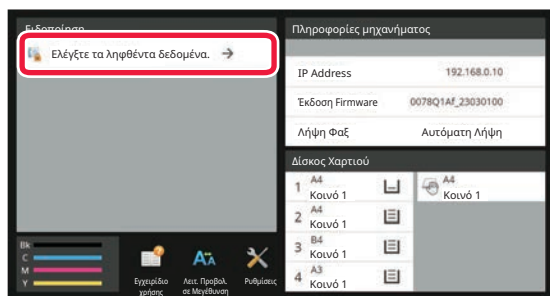 Ειδοποίηση
Ελέγξτε τα ληφθέντα δεδομένα. →
Bk
C
M
Y
Εγχειρίδιο
χρήσης
Λειτ. Προβολ.
σε Μεγέθυνση
Ρυθμίσεις
Πληροφορίες μηχανήματος
IP Address 192.168.0.10
Έκδοση Firmware 0078Q1Af_23030100
Λήψη Φαξ Αυτόματη Λήψη
Δίσκος Χαρτιού
1 A4
Κοινό 1
2 A4
Κοινό 1
3 B4
Κοινό 1
4 A3
Κοινό 1
A4
Κοινό 1